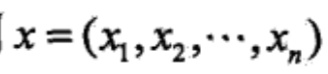 x = (x₁, x₂, ⋯, xₙ)